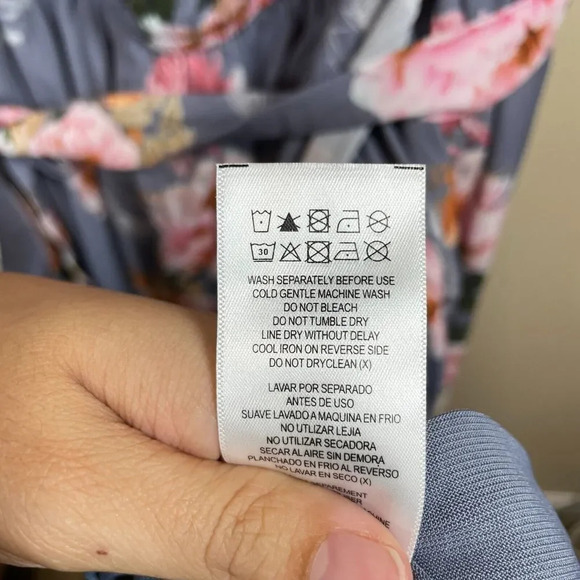 30
WASH SEPARATELY BEFORE USE
COLD GENTLE MACHINE WASH
DO NOT BLEACH
DO NOT TUMBLE DRY
LINE DRY WITHOUT DELAY
COOL IRON ON REVERSE SIDE
DO NOT DRYCLEAN (X)
LAVAR POR SEPARADO
ANTES DE USO
SUAVE LAVADO A MAQUINA EN FRIO
NO UTILIZAR LEJIA
NO UTILIZAR SECADORA
SECAR AL AIRE SIN DEMORA
PLANCHADO EN FRIO AL REVERSO
NO LAVAR EN SECO (X)